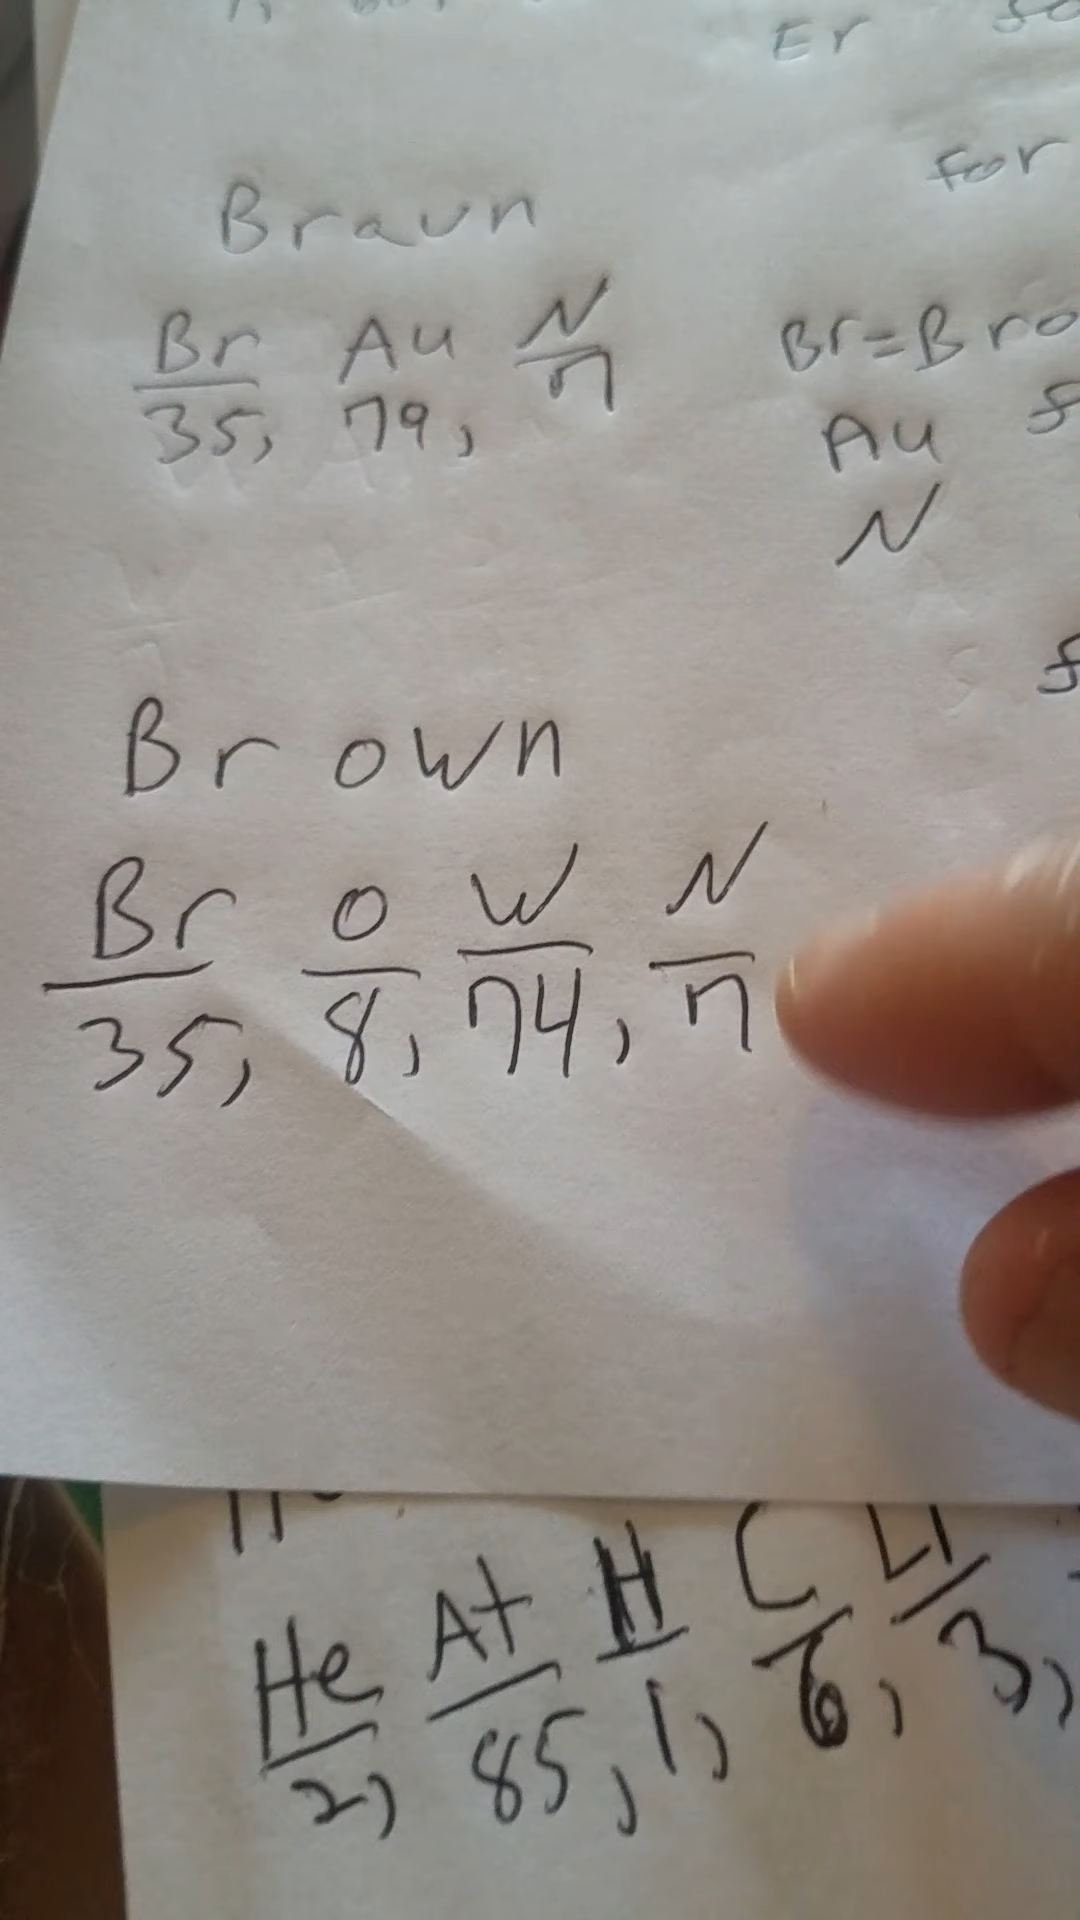 Er
For
Braun
Br Au N
35, 79, 7
Br=Bro
Au
N
Brown
Br O W N
35, 8, 74, 7
He At H C Li
2, 85, 1, 6, 3,